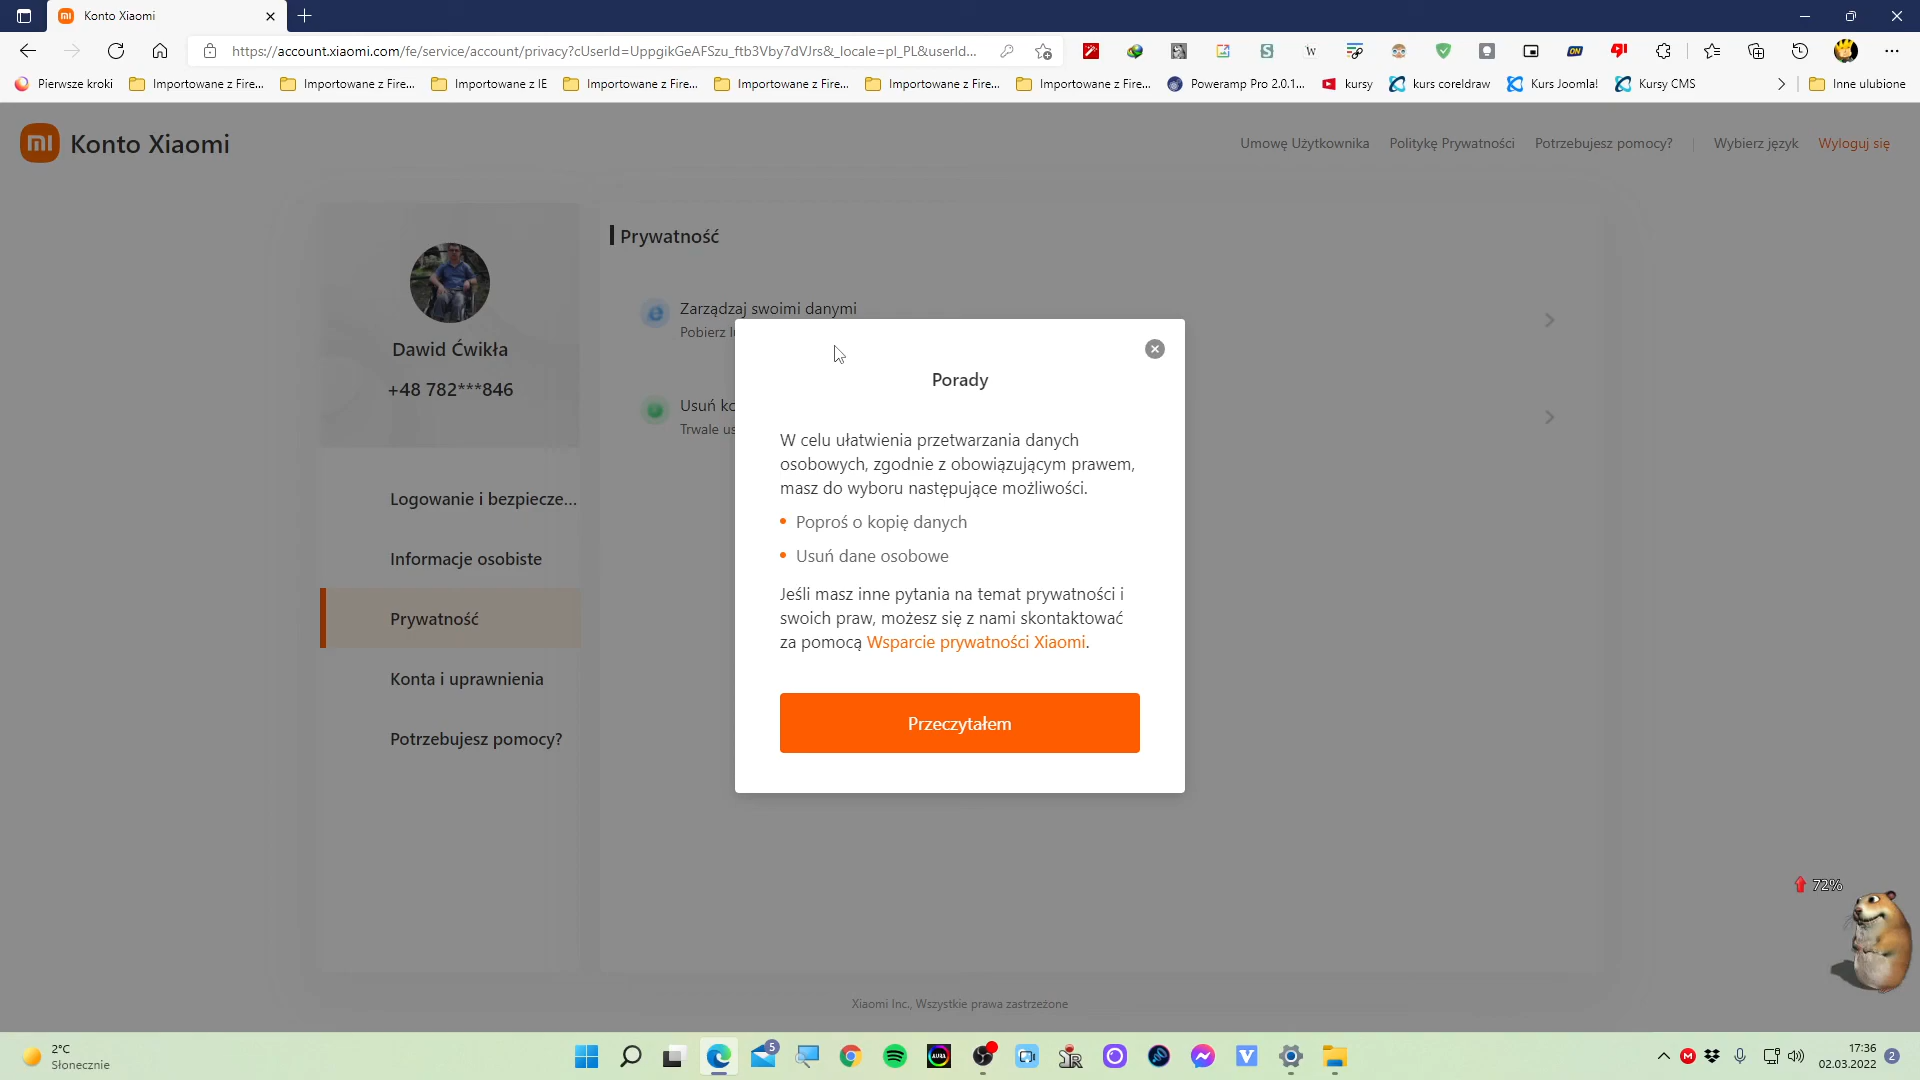 Konto Xiaomi
https://account.xiaomi.com/fe/service/account/privacy?cUserId=UppgikGeAFSzu_ftb3Vby7dVJrs&_locale=pl_PL&userId...
Pierwsze kroki
Importowane z Fire...
Importowane z Fire...
Importowane z IE
Importowane z Fire...
Importowane z Fire...
Importowane z Fire...
Importowane z Fire...
Poweramp Pro 2.0.1...
kursy
kurs coreldraw
Kurs Joomla!
Kursy CMS
Inne ulubione
Konto Xiaomi
Umowę Użytkownika
Politykę Prywatności
Potrzebujesz pomocy?
Wybierz język
Wyloguj się
Dawid Ćwikła
+48 782***846
Logowanie i bezpiecze...
Informacje osobiste
Prywatność
Konta i uprawnienia
Potrzebujesz pomocy?
Prywatność
Zarządzaj swoimi danymi
Pobierz
Usuń
Trwale
Porady
W celu ułatwienia przetwarzania danych
osobowych, zgodnie z obowiązującym prawem,
masz do wyboru następujące możliwości.
Poproś o kopię danych
Usuń dane osobowe
Jeśli masz inne pytania na temat prywatności i
swoich praw, możesz się z nami skontaktować
za pomocą Wsparcie prywatności Xiaomi.
Przeczytałem
72%
Xiaomi Inc., Wszystkie prawa zastrzeżone
2°C
Słonecznie
5
17:36
02.03.2022
2